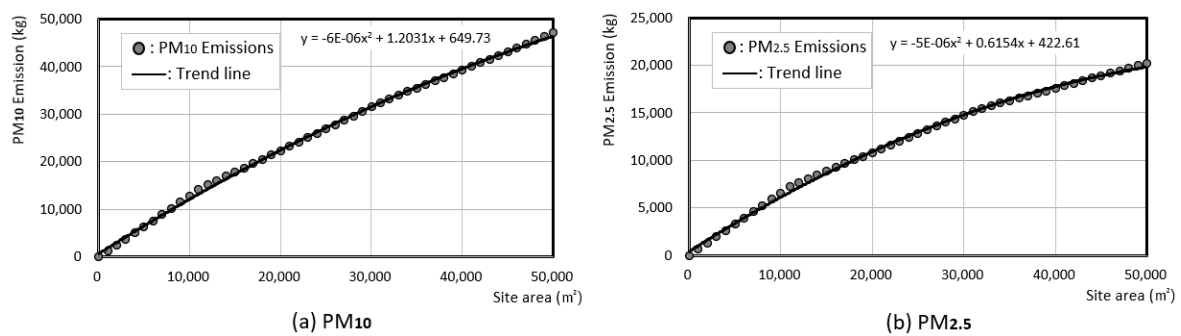 50,000
40,000
30,000
20,000
10,000
0
PM10 Emission (kg)
: PM10 Emissions
: Trend line
y = -6E-06x² + 1.2031x + 649.73
0
10,000
20,000
30,000
40,000
50,000
Site area (m²)
(a) PM10
25,000
20,000
15,000
10,000
5,000
0
PM2.5 Emission (kg)
: PM2.5 Emissions
: Trend line
y = -5E-06x² + 0.6154x + 422.61
0
10,000
20,000
30,000
40,000
50,000
Site area (m²)
(b) PM2.5